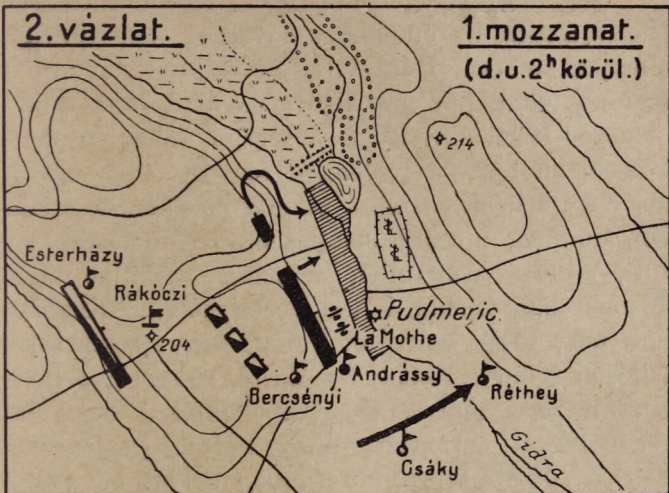 2. vázlat.
1. mozzanat.
(d.u. 2h körül.)
214
Esterházy
Rákóczi
204
Pudmeric.
La Mothe
Andrássy
Bercsényi
Réthey
Csáky
Gidra